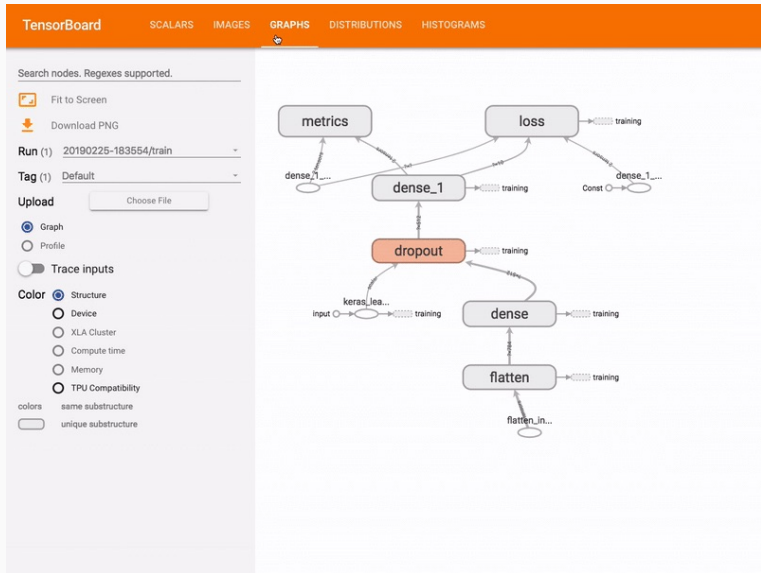 TensorBoard SCALARS IMAGES GRAPHS DISTRIBUTIONS HISTOGRAMS
Search nodes. Regexes supported.
Fit to Screen
Download PNG
Run (1) 20190225-183554/train
Tag (1) Default
Upload Choose File
Graph
Profile
Trace inputs
Color Structure
Device
XLA Cluster
Compute time
Memory
TPU Compatibility
colors same substructure
unique substructure
metrics loss training
dense_1_... dense_1_...
dense_1 training Const
dropout training
keras_lea...
input training
dense training
flatten training
flatten_in...